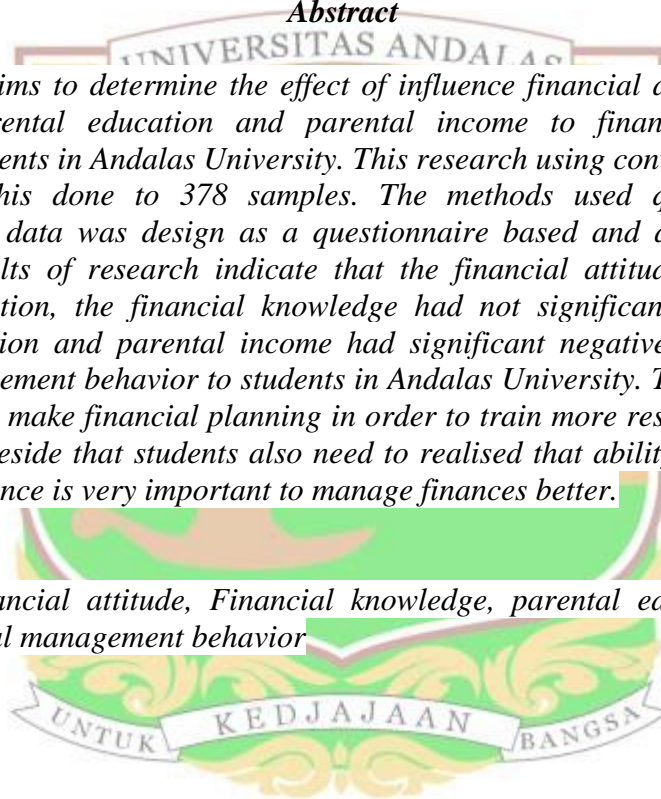 Abstract
UNIVERSITAS ANDALAS
ims to determine the effect of influence financial
rental education and parental income to finan
ents in Andalas University. This research using con
his done to 378 samples. The methods used
data was design as a questionnaire based and
lts of research indicate that the financial attitud
tion, the financial knowledge had not significan
ion and parental income had significant negative
ement behavior to students in Andalas University.
make financial planning in order to train more res
eside that students also need to realised that ability
nce is very important to manage finances better.
ancial attitude, Financial knowledge, parental ed
al management behavior
UNTUK KEDJAJAAN BANGSA